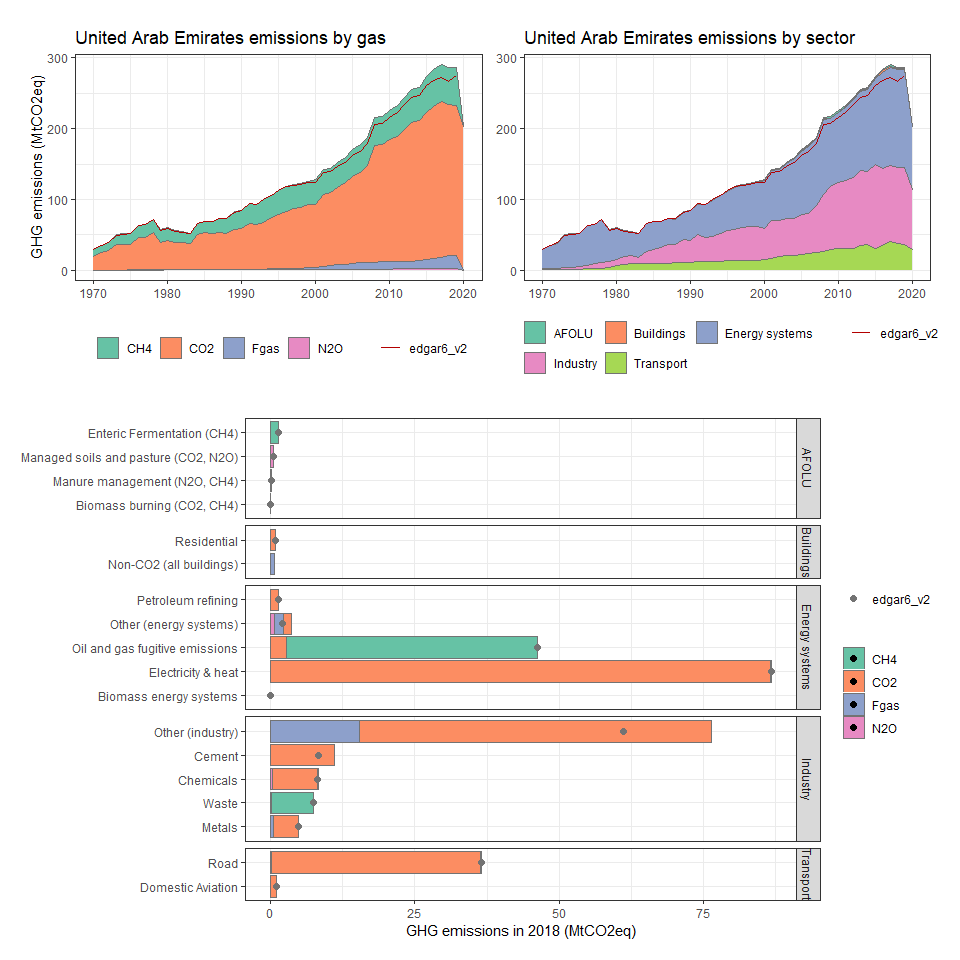 United Arab Emirates emissions by gas
GHG emissions (MtCO2eq)
300
200
100
0
1970 1980 1990 2000 2010 2020
CH4 CO2 Fgas N2O edgar6_v2
United Arab Emirates emissions by sector
300
200
100
0
1970 1980 1990 2000 2010 2020
AFOLU Buildings Energy systems edgar6_v2
Industry Transport
Enteric Fermentation (CH4)
Managed soils and pasture (CO2, N2O)
Manure management (N2O, CH4)
Biomass burning (CO2, CH4)
AFOLU
Residential
Non-CO2 (all buildings)
Buildings
Petroleum refining
Other (energy systems)
Oil and gas fugitive emissions
Electricity & heat
Biomass energy systems
Energy systems
Other (industry)
Cement
Chemicals
Waste
Metals
Industry
Road
Domestic Aviation
Transport
0 25 50 75
GHG emissions in 2018 (MtCO2eq)
edgar6_v2
CH4
CO2
Fgas
N2O